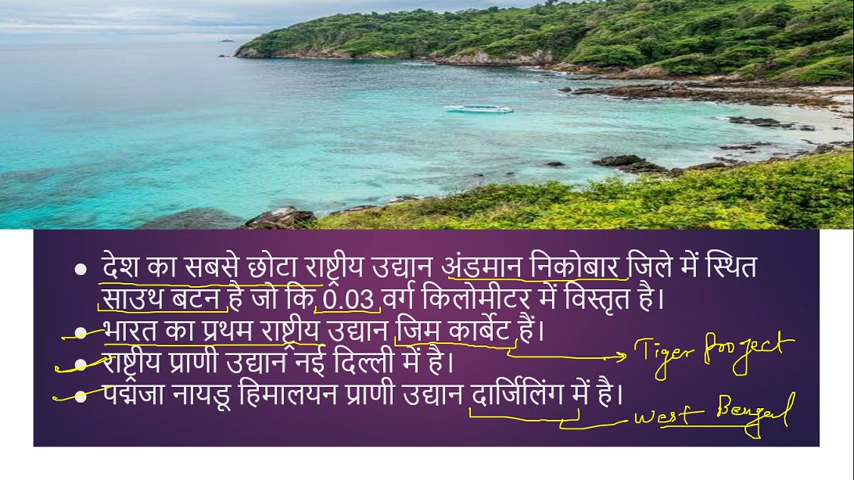 • देश का सबसे छोटा राष्ट्रीय उद्यान अंडमान निकोबार जिले में स्थित
साउथ बटन है जो कि 0.03 वर्ग किलोमीटर में विस्तृत है।
• भारत का प्रथम राष्ट्रीय उद्यान जिम कार्बेट हैं।
Tiger Project
• राष्ट्रीय प्राणी उद्यान नई दिल्ली में है।
• पद्मजा नायडू हिमालयन प्राणी उद्यान दार्जिलिंग में है।
West Bengal